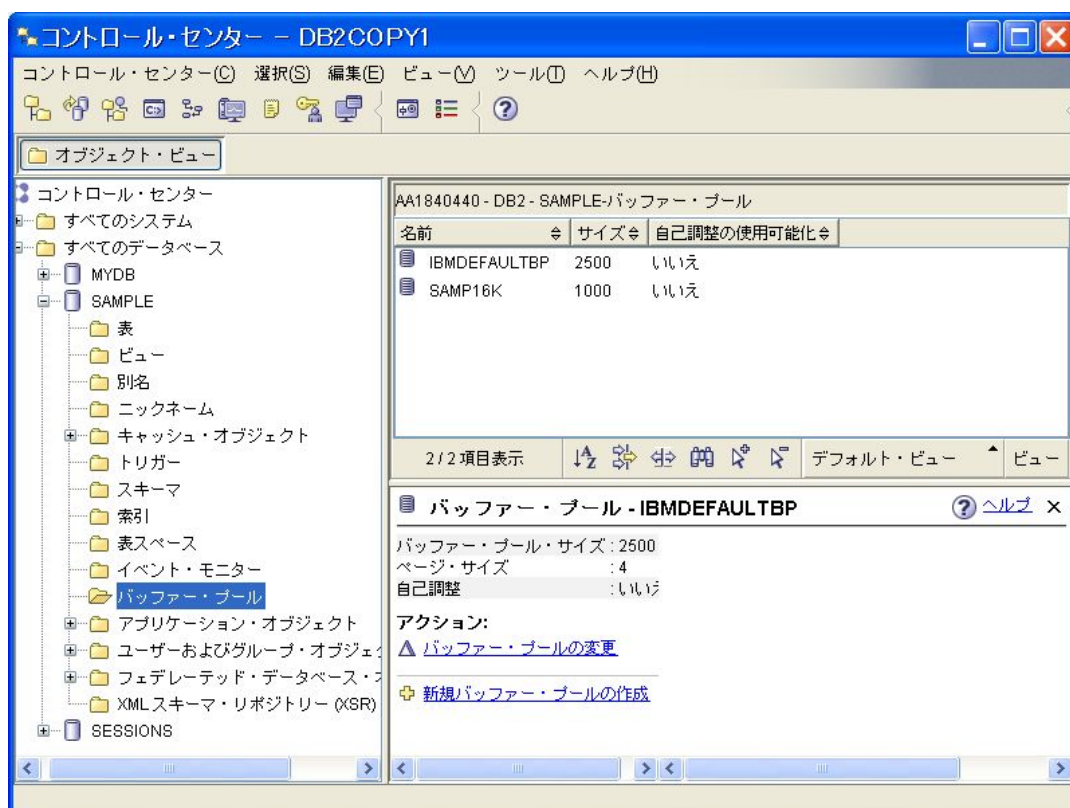 コントロール・センター - DB2COPY1
コントロール・センター(C) 選択(S) 編集(E) ビュー(V) ツール(T) ヘルプ(H)
オブジェクト・ビュー
コントロール・センター
すべてのシステム
すべてのデータベース
MYDB
SAMPLE
表
ビュー
別名
ニックネーム
キャッシュ・オブジェクト
トリガー
スキーマ
索引
表スペース
イベント・モニター
バッファー・プール
アプリケーション・オブジェクト
ユーザーおよびグループ・オブジェ
フェデレーテッド・データベース・
XMLスキーマ・リポジトリー (XSR)
SESSIONS
AA1840440 - DB2 - SAMPLE-バッファー・プール
名前 サイズ 自己調整の使用可能化
IBMDEFAULTBP 2500 いいえ
SAMP16K 1000 いいえ
2/2 項目表示 デフォルト・ビュー ビュー
バッファー・プール - IBMDEFAULTBP ヘルプ
バッファー・プール・サイズ : 2500
ページ・サイズ : 4
自己調整 : いいえ
アクション:
バッファー・プールの変更
新規バッファー・プールの作成